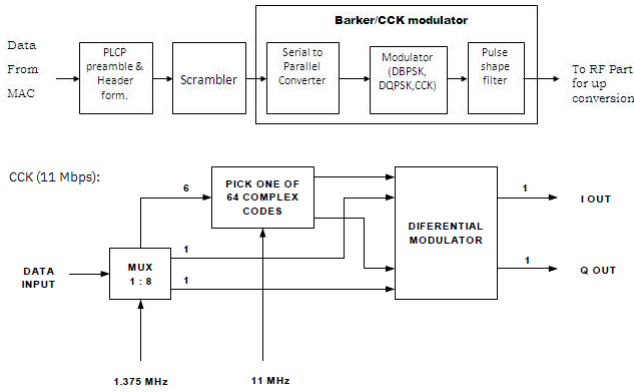 Barker/CCK modulator
Data
From
MAC
PLCP
preamble &
Header
form.
Scrambler
Serial to
Parallel
Converter
Modulator
(DBPSK,
DQPSK,CCK)
Pulse
shape
filter
To RF Part
for up
conversion
CCK (11 Mbps):
6
PICK ONE OF
64 COMPLEX
CODES
1
I OUT
DIFERENTIAL
MODULATOR
DATA
INPUT
MUX
1 : 8
1
1
1
Q OUT
1.375 MHz
11 MHz